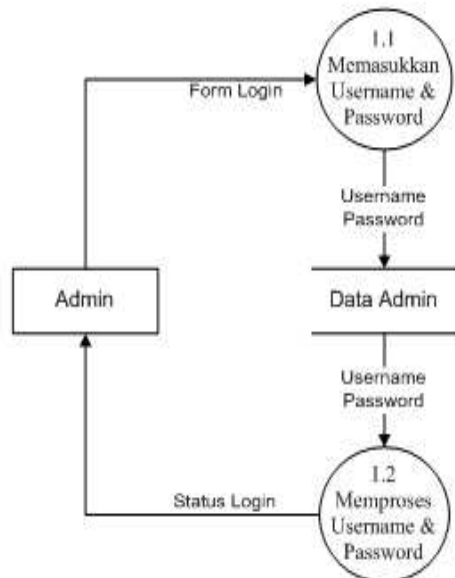 1.1
Memasukkan
Username &
Password
Form Login
Username
Password
Admin
Data Admin
Username
Password
1.2
Memproses
Username &
Password
Status Login